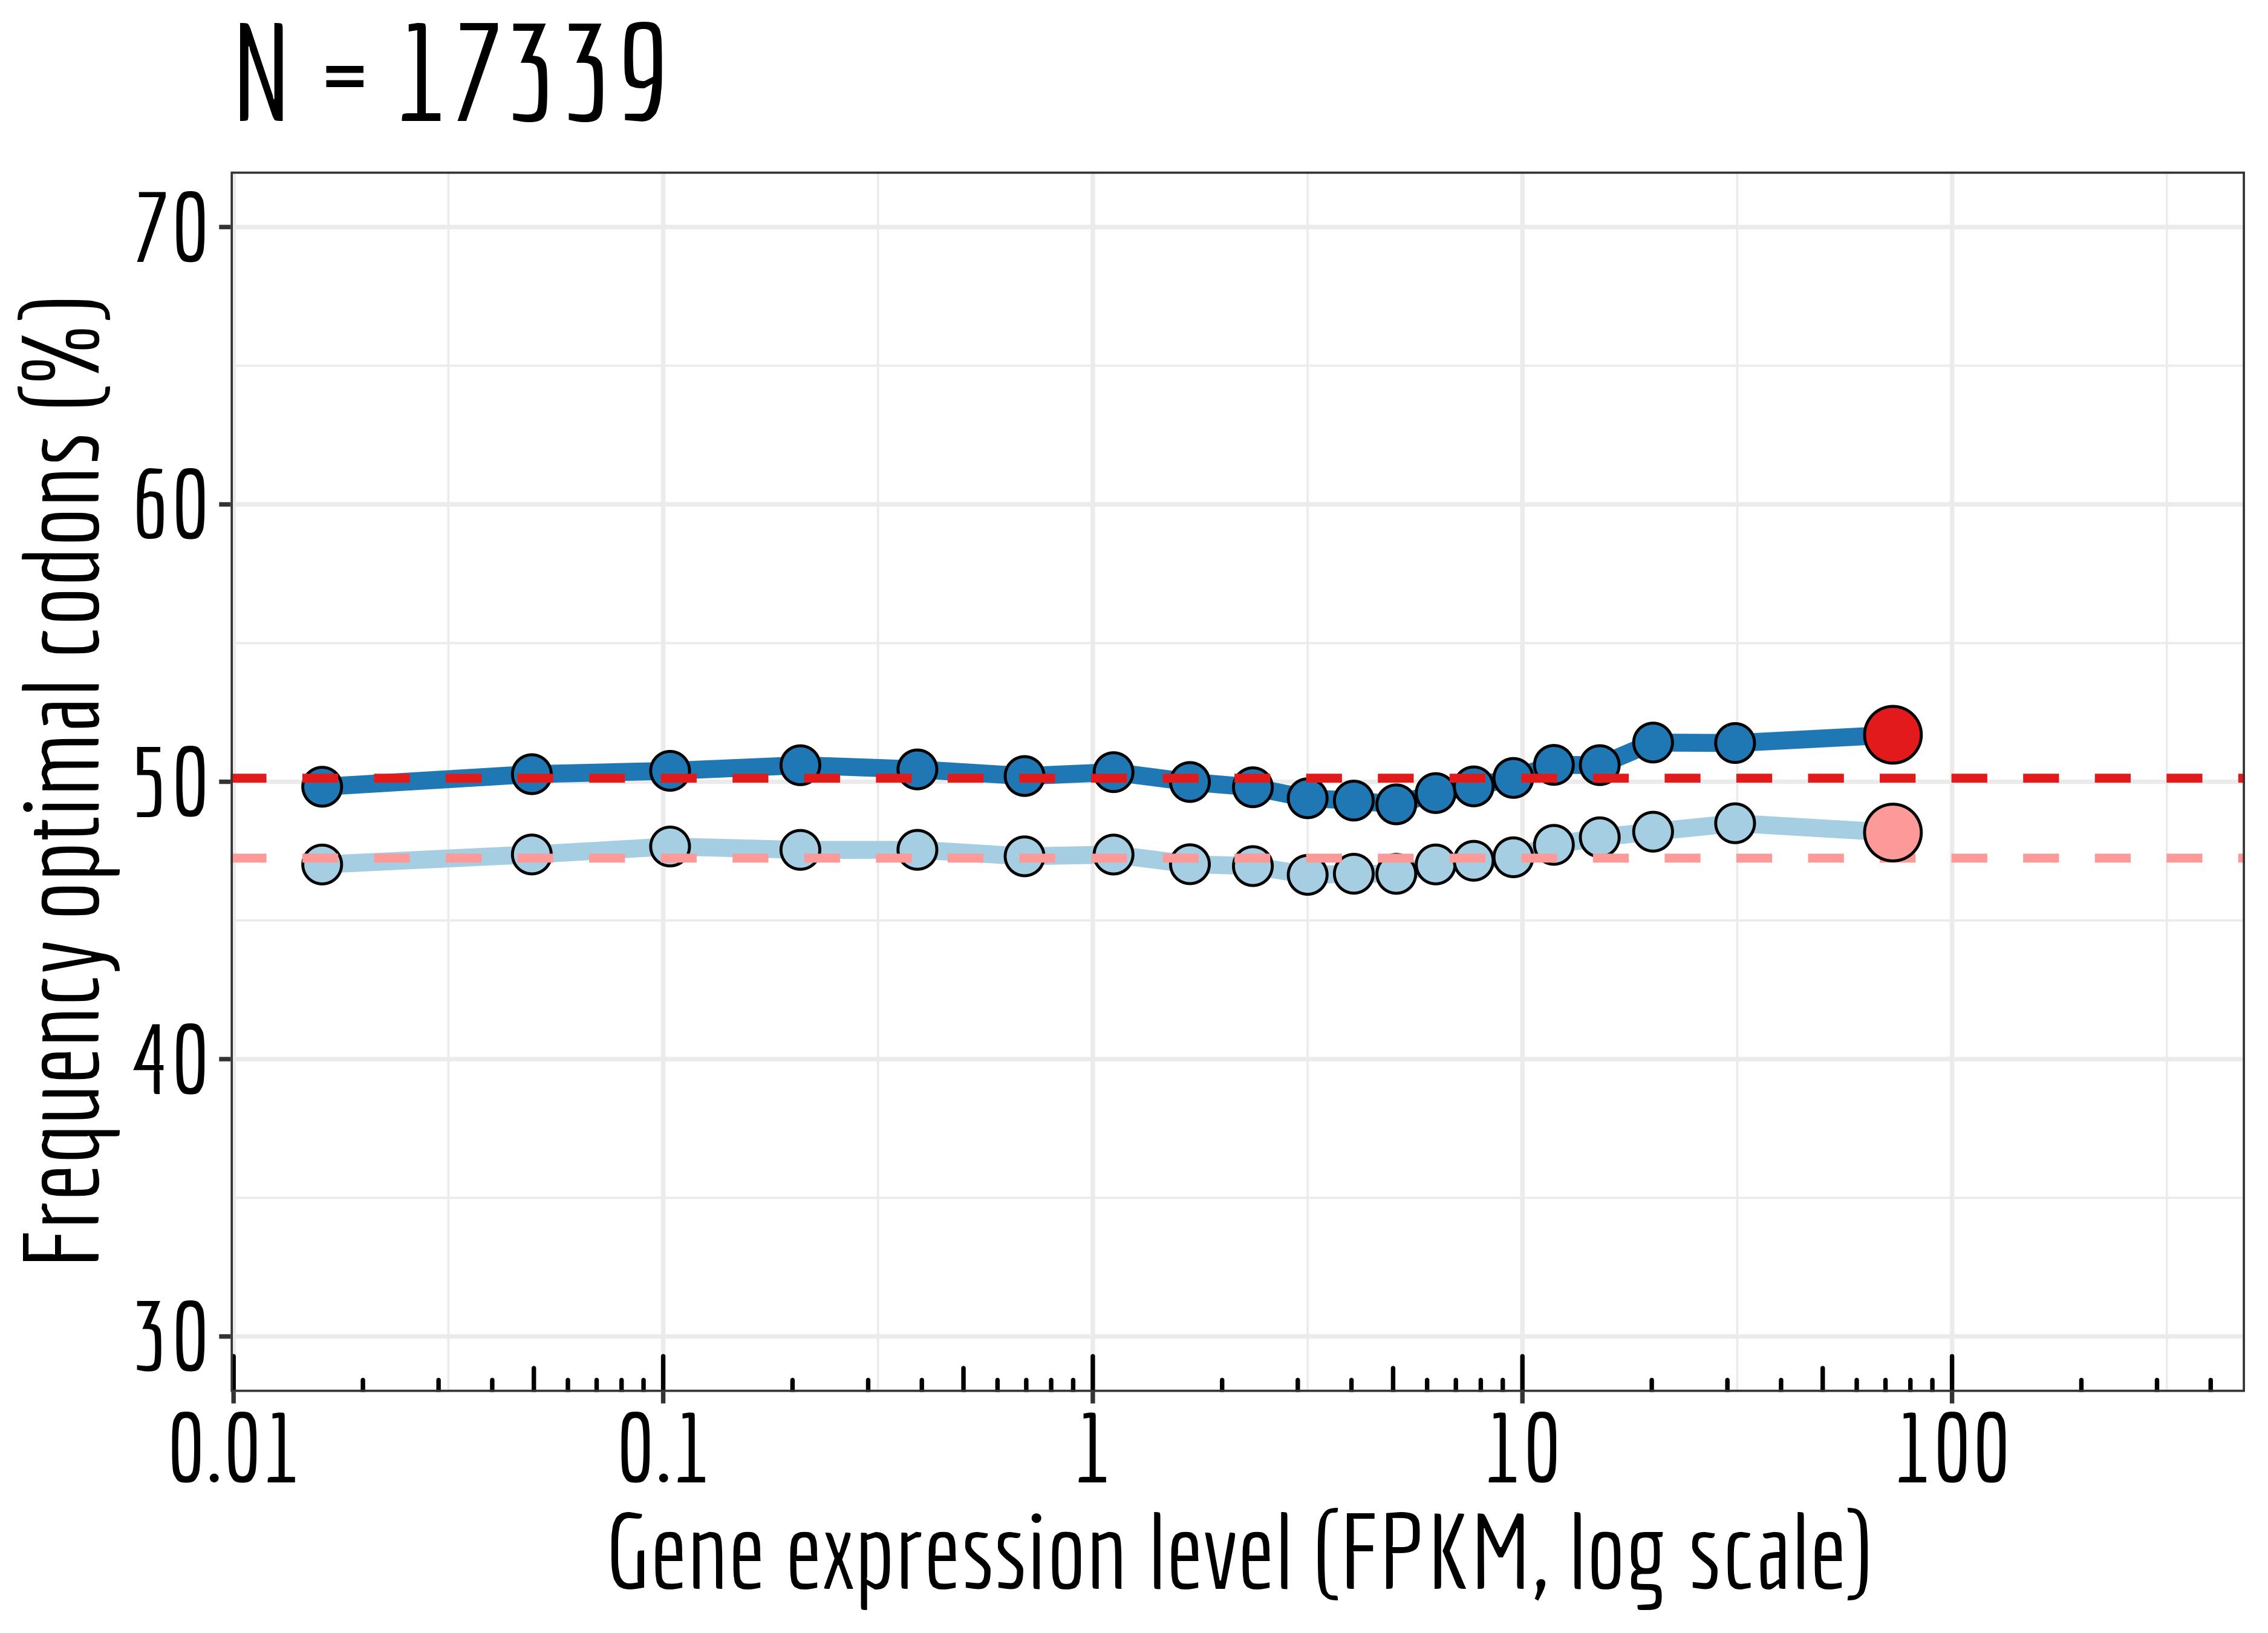 N = 17339
Frequency optimal codons (%)
70
60
50
40
30
0.01 0.1 1 10 100
Gene expression level (FPKM, log scale)